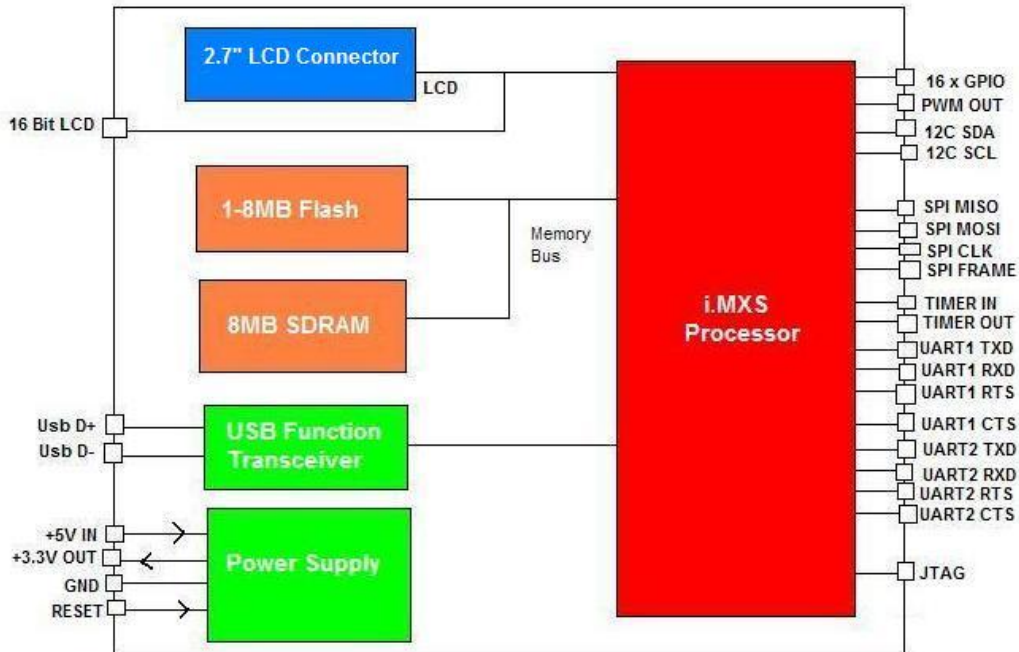 2.7" LCD Connector
LCD
16 Bit LCD
1-8MB Flash
Memory
Bus
8MB SDRAM
Usb D+
Usb D-
USB Function
Transceiver
+5V IN
+3.3V OUT
GND
RESET
Power Supply
i.MXS
Processor
16 x GPIO
PWM OUT
12C SDA
12C SCL
SPI MISO
SPI MOSI
SPI CLK
SPI FRAME
TIMER IN
TIMER OUT
UART1 TXD
UART1 RXD
UART1 RTS
UART1 CTS
UART2 TXD
UART2 RXD
UART2 RTS
UART2 CTS
JTAG